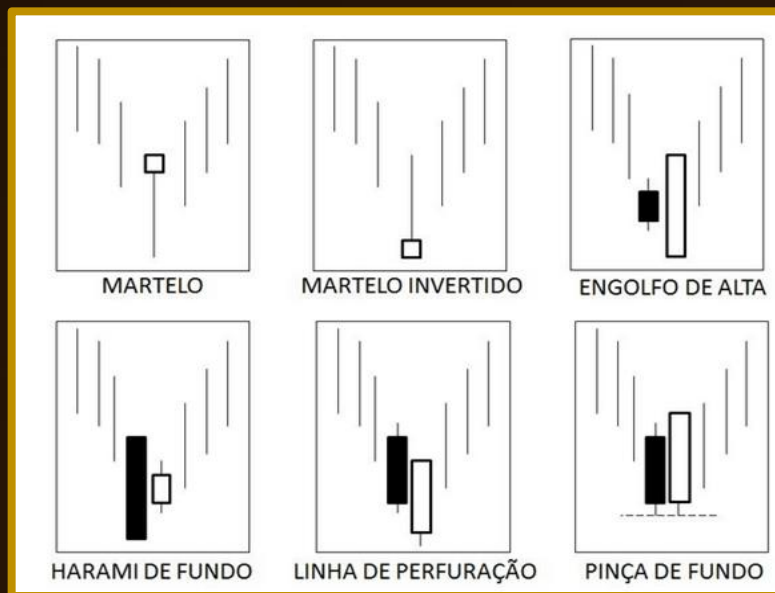 MARTELO
MARTELO INVERTIDO
ENGOLFO DE ALTA
HARAMI DE FUNDO
LINHA DE PERFURAÇÃO
PINÇA DE FUNDO